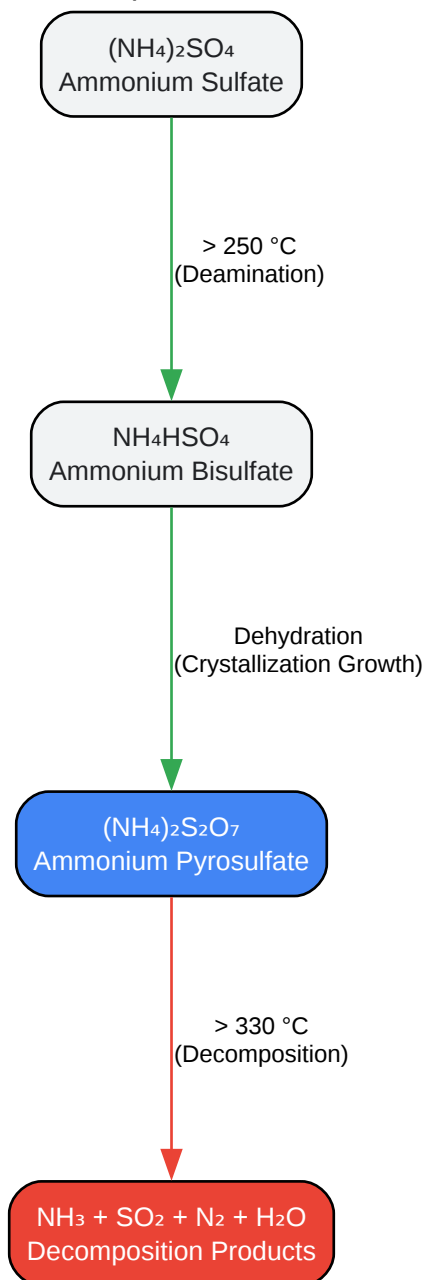 (NH₄)₂SO₄
Ammonium Sulfate
> 250 °C
(Deamination)
NH₄HSO₄
Ammonium Bisulfate
Dehydration
(Crystallization Growth)
(NH₄)₂S₂O₇
Ammonium Pyrosulfate
> 330 °C
(Decomposition)
NH₃ + SO₂ + N₂ + H₂O
Decomposition Products